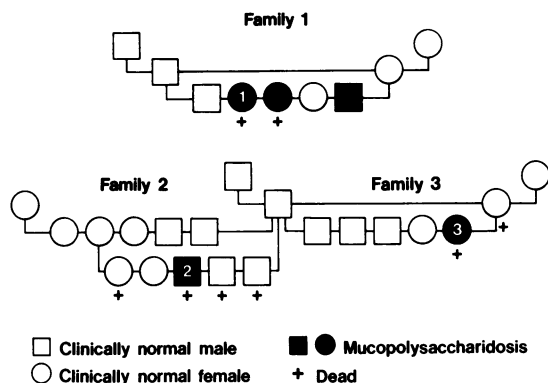 Family 1
1
+ +
Family 2
Family 3
3
+
2
+
+ + + +
Clinically normal male
Mucopolysaccharidosis
Clinically normal female
+ Dead